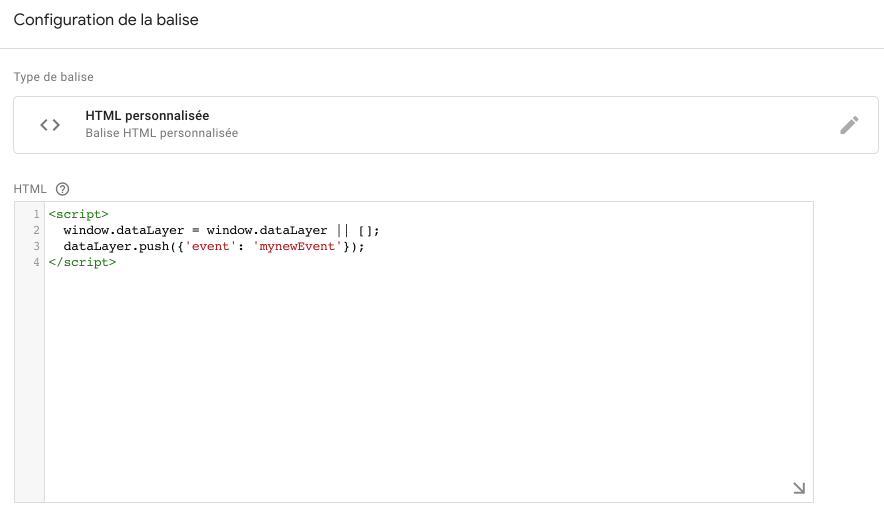 Configuration de la balise
Type de balise
HTML personnalisée
Balise HTML personnalisée
HTML
1 <script>
2 window.dataLayer = window.dataLayer || [];
3 dataLayer.push({'event': 'mynewEvent'});
4 </script>